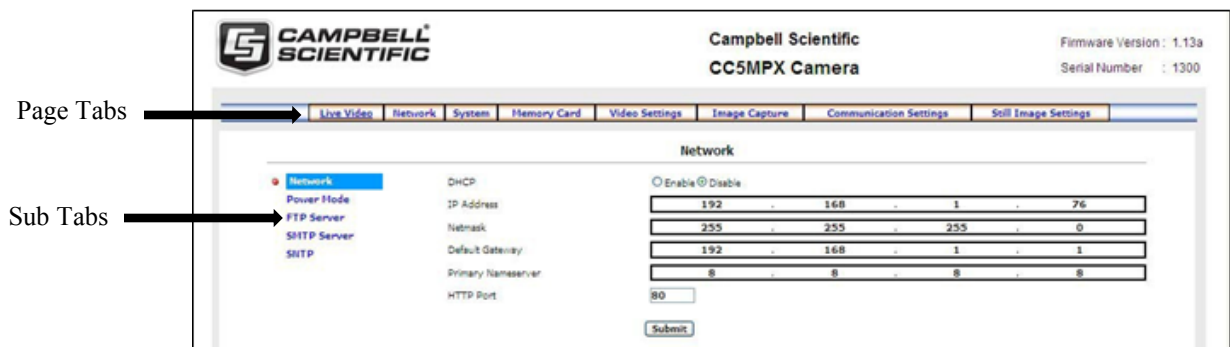 CAMPBELL
SCIENTIFIC
Campbell Scientific
CC5MPX Camera
Firmware Version : 1.13a
Serial Number : 1300
Page Tabs
Live Video Network System Memory Card Video Settings Image Capture Communication Settings Still Image Settings
Network
Network
Power Mode
Sub Tabs
FTP Server
SMTP Server
SNTP
DHCP Enable Disable
IP Address 192 . 168 . 1 . 76
Netmask 255 . 255 . 255 . 0
Default Gateway 192 . 168 . 1 . 1
Primary Nameserver 8 . 8 . 8 . 8
HTTP Port 80
Submit